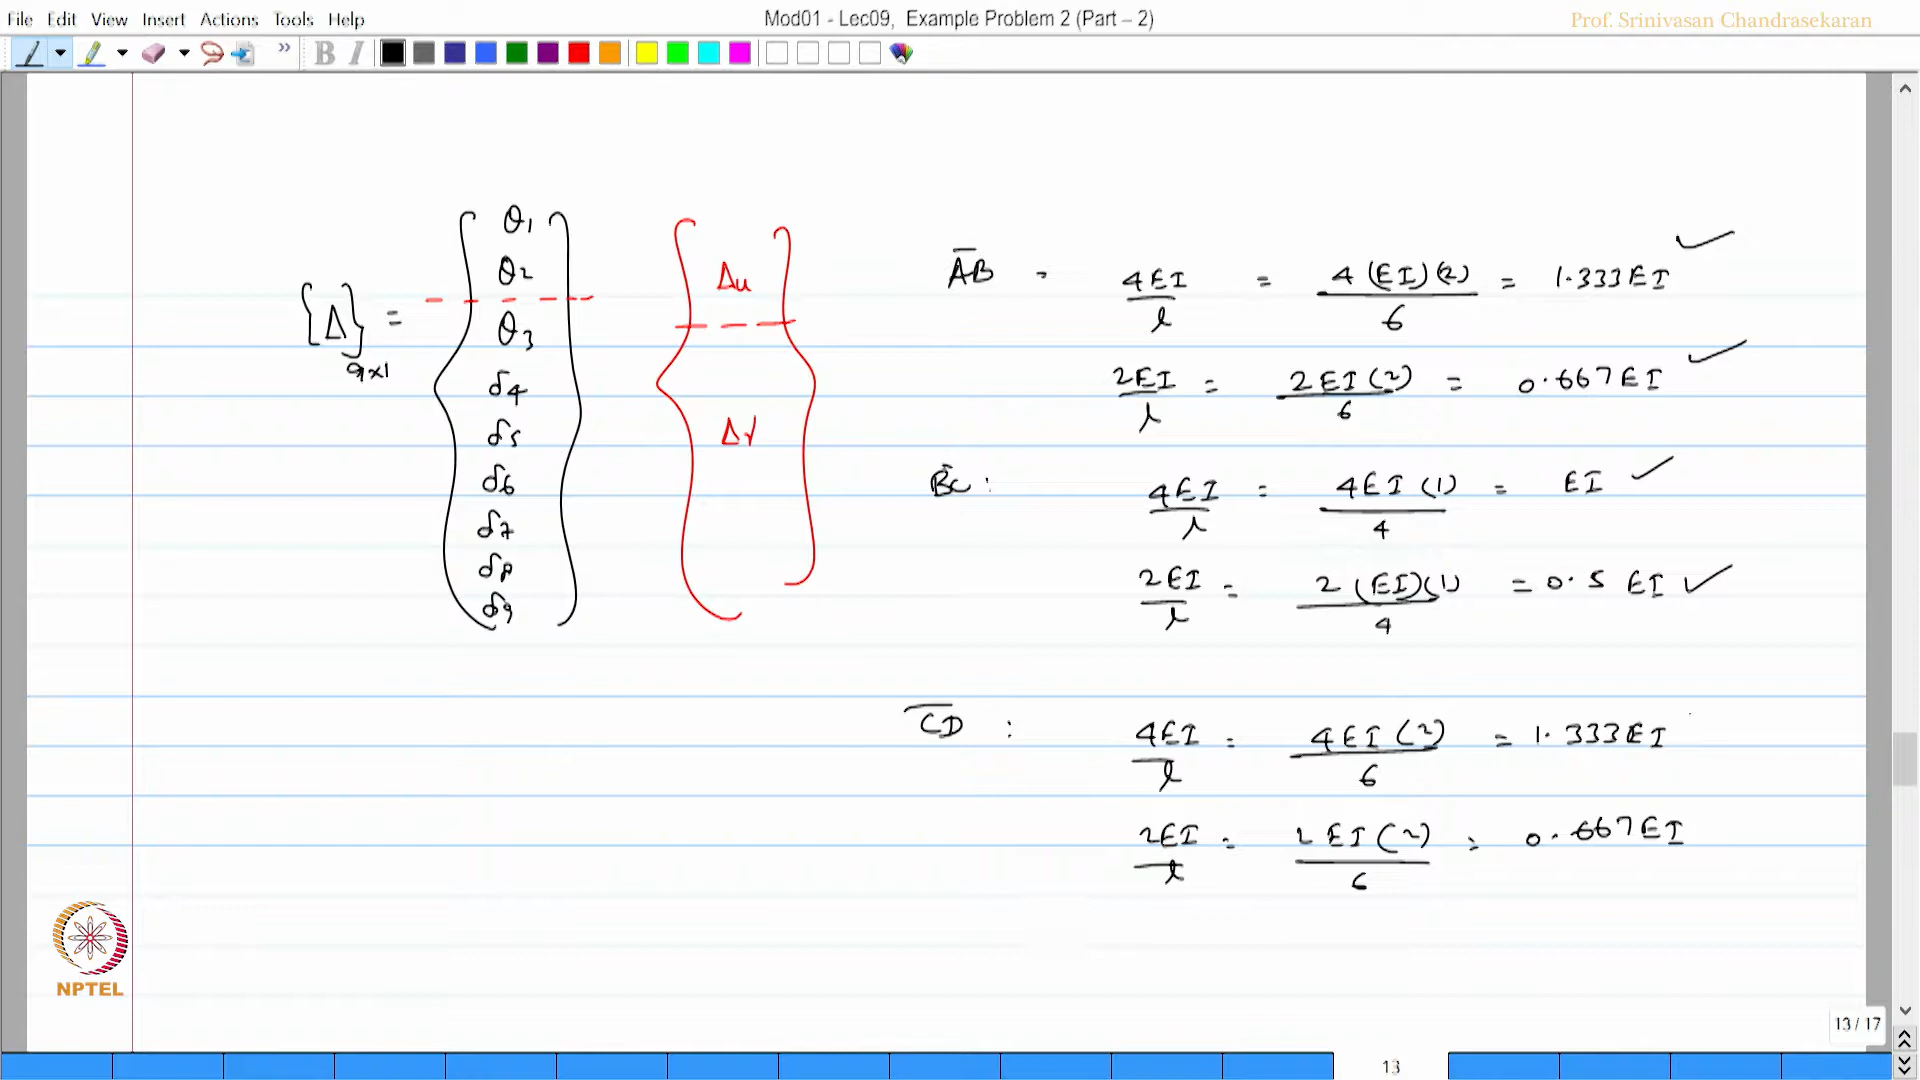 File Edit View Insert Actions Tools Help
Mod01 - Lec09, Example Problem 2 (Part – 2)
Prof. Srinivasan Chandrasekaran
B I
{Δ}9x1 =
θ1
θ2
θ3
δ4
δ5
δ6
δ7
δ8
δ9
Δu
Δr
AB - 4EI/l = 4(EI)(2)/6 = 1.333EI ✓
2EI/l = 2EI(2)/6 = 0.667EI ✓
BC : 4EI/l = 4EI(1)/4 = EI ✓
2EI/l = 2(EI)(1)/4 = 0.5 EI ✓
CD : 4EI/l = 4EI(2)/6 = 1.333EI
2EI/l = 2EI(2)/6 = 0.667EI
NPTEL
13 / 17
13